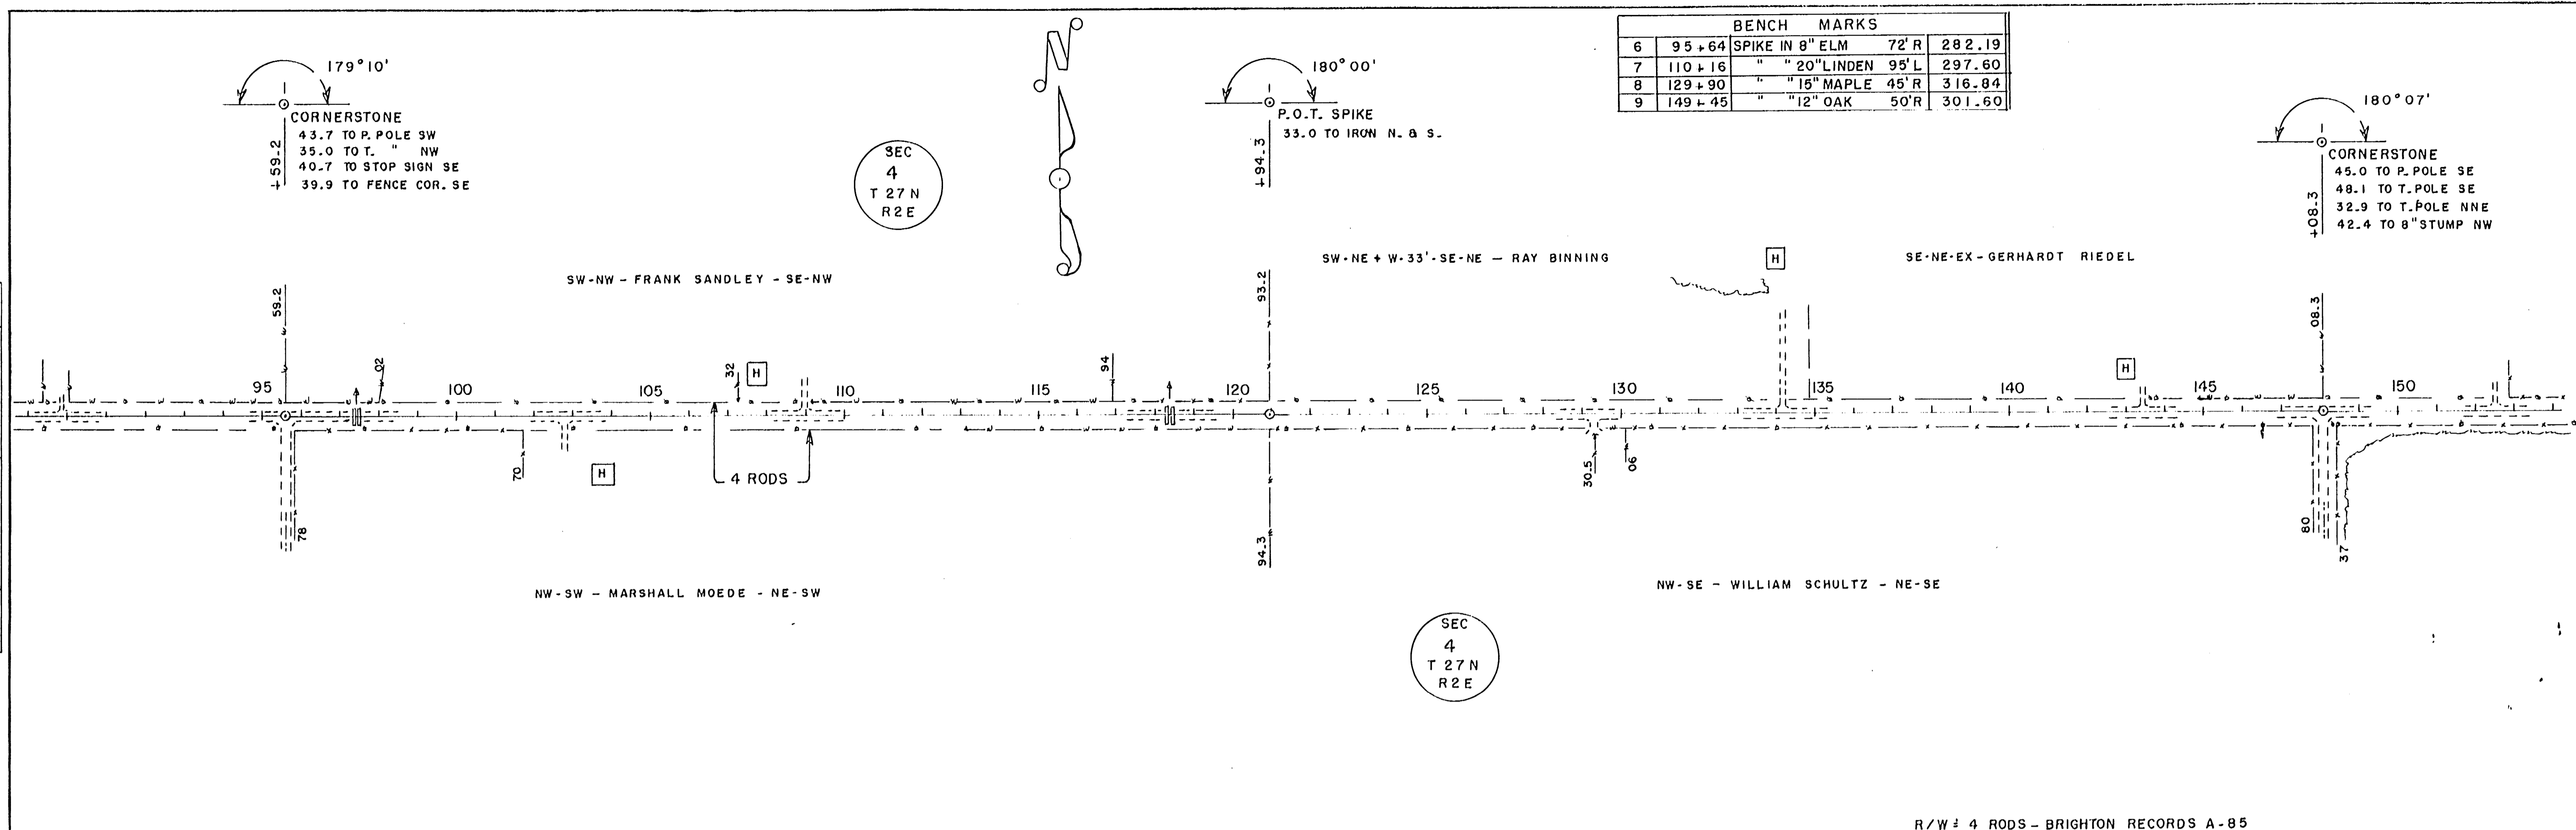 BENCH MARKS
6 95+64 SPIKE IN 8" ELM 72' R 282.19
7 110+16 " " 20" LINDEN 95' L 297.60
8 129+90 " " 15" MAPLE 45' R 316.84
9 149+45 " " 12" OAK 50' R 301.60
179°10'
CORNERSTONE
43.7 TO P. POLE SW
35.0 TO T. " NW
40.7 TO STOP SIGN SE
39.9 TO FENCE COR. SE
+59.2
SEC
4
T 27 N
R 2 E
N
S
180°00'
P.O.T. SPIKE
33.0 TO IRON N. & S.
+94.3
180°07'
CORNERSTONE
45.0 TO P. POLE SE
48.1 TO T. POLE SE
32.9 TO T. POLE NNE
42.4 TO 8" STUMP NW
+08.3
SW-NW - FRANK SANDLEY - SE-NW
SW-NE + W-33'-SE-NE - RAY BINNING
H
SE-NE-EX-GERHARDT RIEDEL
59.2
93.2
08.3
02
32
H
94
H
95 100 105 110 115 120 125 130 135 140 145 150
70
H
4 RODS
30.5
06
78
94.3
80
37
NW-SW - MARSHALL MOEDE - NE-SW
NW-SE - WILLIAM SCHULTZ - NE-SE
SEC
4
T 27 N
R 2 E
R/W = 4 RODS - BRIGHTON RECORDS A-85